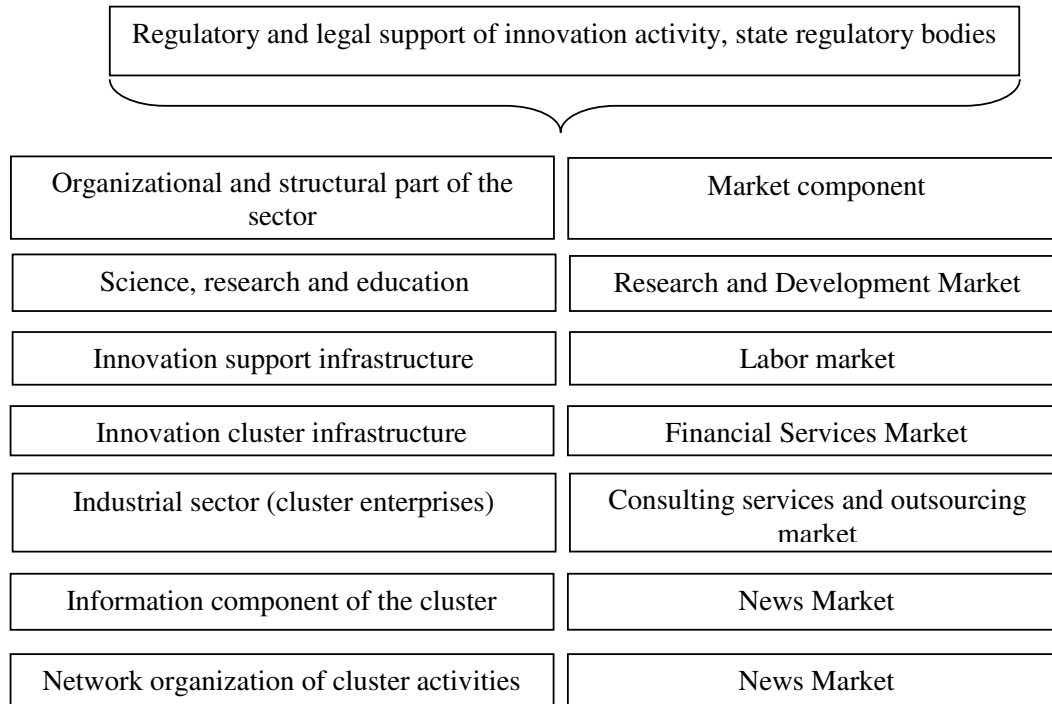 Regulatory and legal support of innovation activity, state regulatory bodies
Organizational and structural part of the
sector
Market component
Science, research and education
Research and Development Market
Innovation support infrastructure
Labor market
Innovation cluster infrastructure
Financial Services Market
Industrial sector (cluster enterprises)
Consulting services and outsourcing
market
Information component of the cluster
News Market
Network organization of cluster activities
News Market